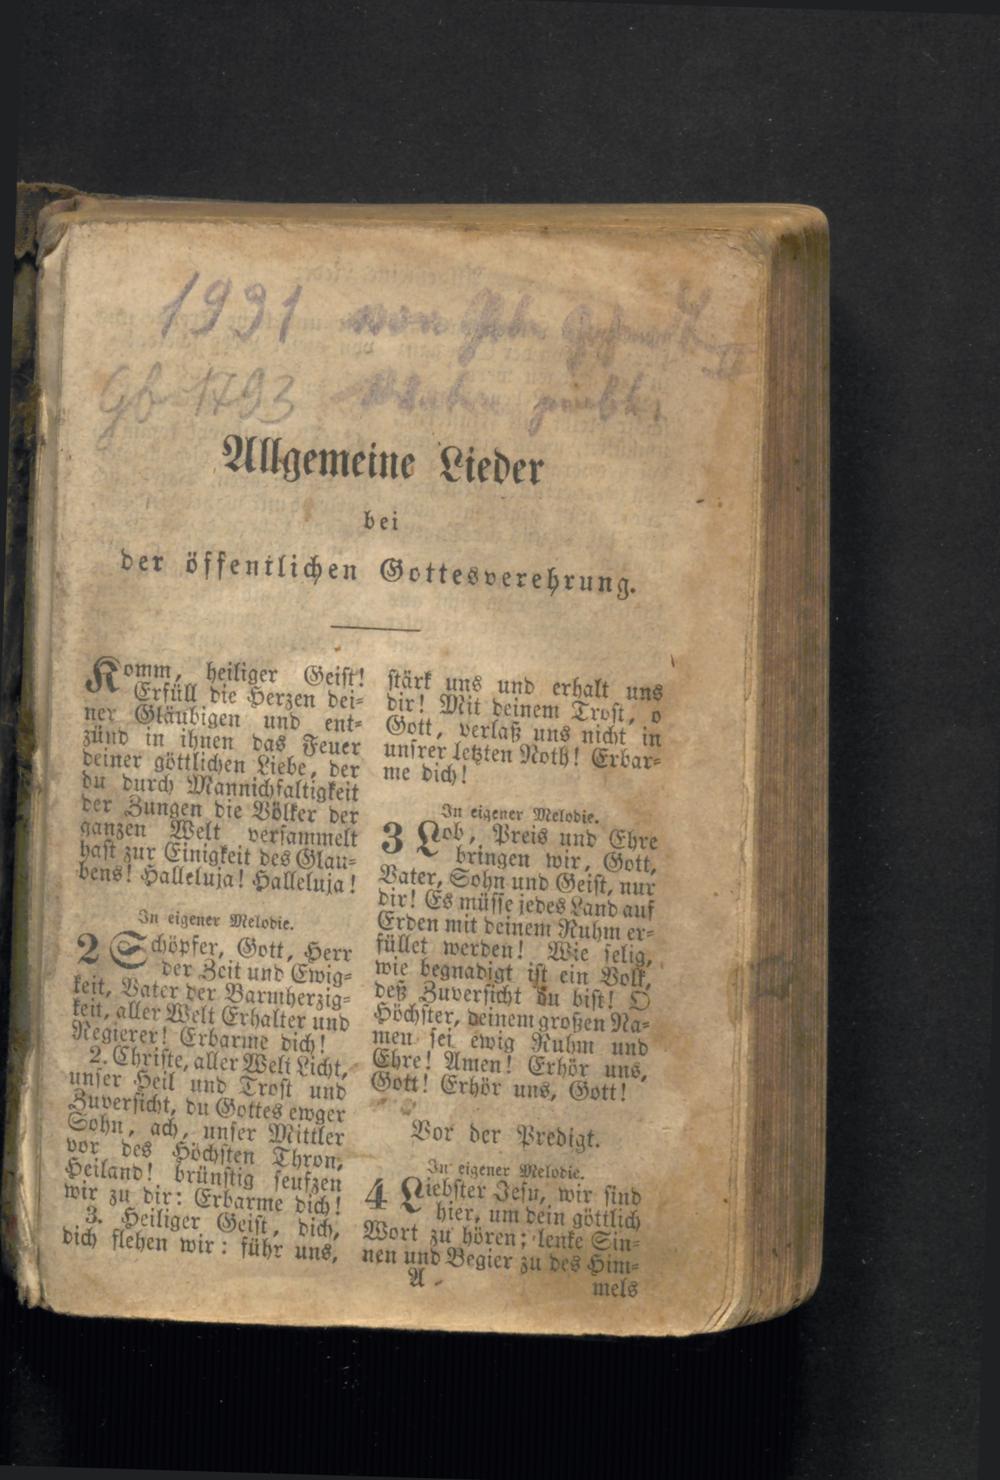 1931 von
Gb 1793
Allgemeine Lieder
bei
der öffentlichen Gottesverehrung.
Komm, heiliger Geist!
Erfüll die Herzen dei-
ner Gläubigen und ent-
zünd in ihnen das Feuer
deiner göttlichen Liebe, der
du durch Mannichfaltigkeit
der Zungen die Völker der
ganzen Welt versammelt
hast zur Einigkeit des Glau-
bens! Halleluja! Halleluja!
In eigener Melodie.
2 Schöpfer, Gott, Herr
der Zeit und Ewig-
keit, Vater der Barmherzig-
keit, aller Welt Erhalter und
Regierer! Erbarme dich!
2. Christe, aller Welt Licht,
unser Heil und Trost und
Zuversicht, du Gottes ewger
Sohn, ach, unser Mittler
vor des Höchsten Thron,
Heiland! brünstig seufzen
wir zu dir: Erbarme dich!
3. Heiliger Geist, dich,
dich flehen wir: führ uns,
stärk uns und erhalt uns
dir! Mit deinem Trost, o
Gott, verlaß uns nicht in
unsrer letzten Noth! Erbar-
me dich!
In eigener Melodie.
3 Lob, Preis und Ehre
bringen wir, Gott,
Vater, Sohn und Geist, nur
dir! Es müsse jedes Land auf
Erden mit deinem Ruhm er-
füllet werden! Wie selig,
wie begnadigt ist ein Volk,
deß Zuversicht du bist! O
Höchster, deinem großen Na-
men sei ewig Ruhm und
Ehre! Amen! Erhör uns,
Gott! Erhör uns, Gott!
Vor der Predigt.
In eigener Melodie.
4 Liebster Jesu, wir sind
hier, um dein göttlich
Wort zu hören; lenke Sin-
nen und Begier zu des Him-
A
mels